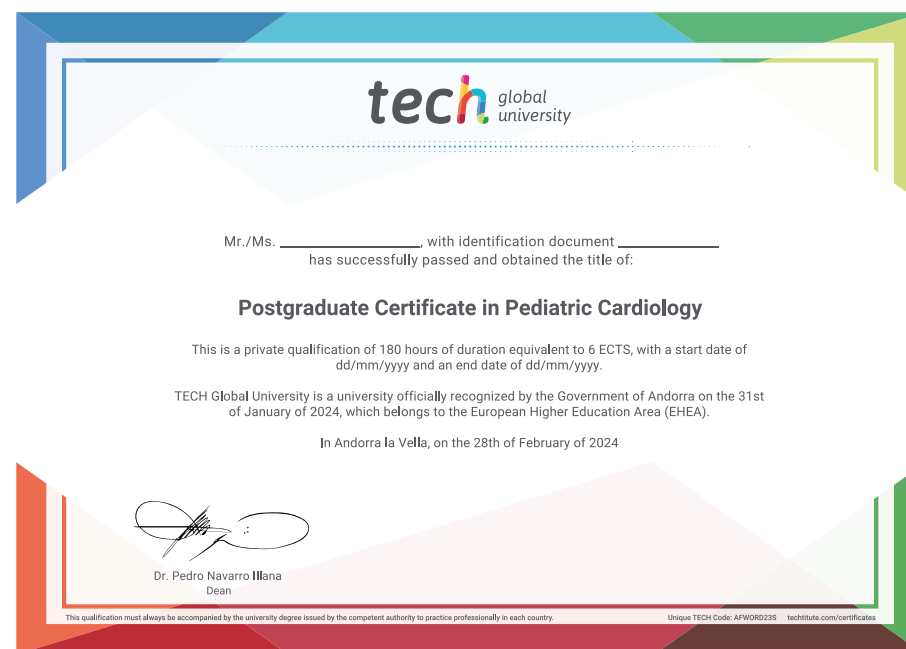 tech global university
Mr./Ms. ____________, with identification document ____________
has successfully passed and obtained the title of:
Postgraduate Certificate in Pediatric Cardiology
This is a private qualification of 180 hours of duration equivalent to 6 ECTS, with a start date of
dd/mm/yyyy and an end date of dd/mm/yyyy.
TECH Global University is a university officially recognized by the Government of Andorra on the 31st
of January of 2024, which belongs to the European Higher Education Area (EHEA).
In Andorra la Vella, on the 28th of February of 2024
Dr. Pedro Navarro Illana
Dean
This qualification must always be accompanied by the university degree issued by the competent authority to practice professionally in each country.
Unique TECH Code: AFWORD23S techtitute.com/certificates